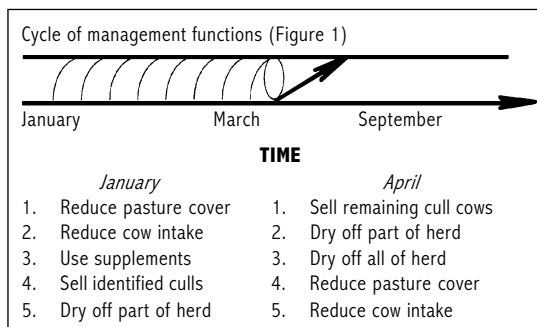 Cycle of management functions (Figure 1)
January March September
TIME
January
1. Reduce pasture cover
2. Reduce cow intake
3. Use supplements
4. Sell identified culls
5. Dry off part of herd
April
1. Sell remaining cull cows
2. Dry off part of herd
3. Dry off all of herd
4. Reduce pasture cover
5. Reduce cow intake